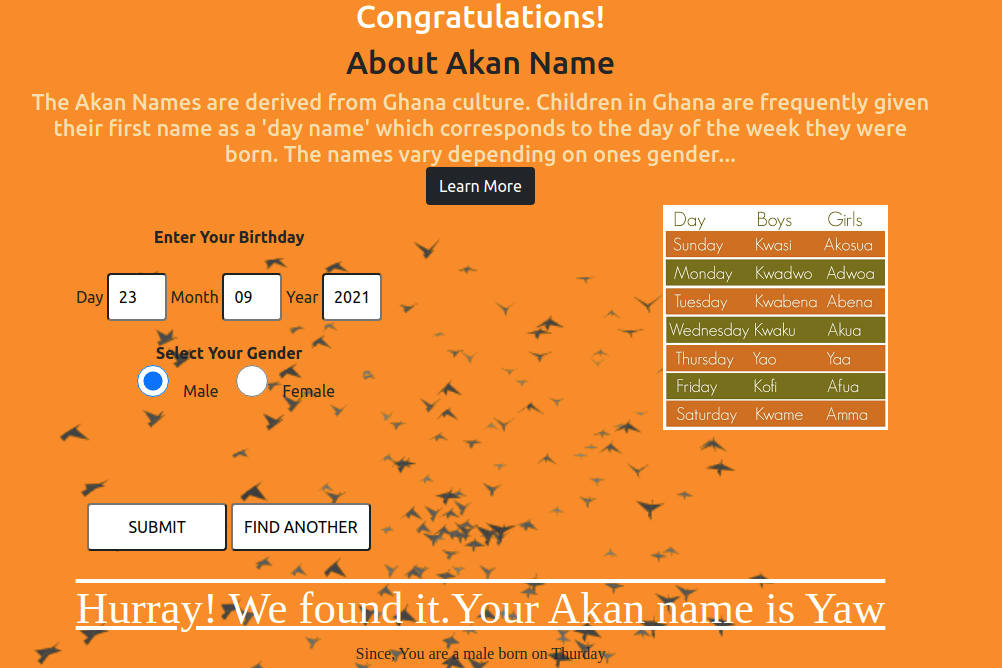 Congratulations!
About Akan Name
The Akan Names are derived from Ghana culture. Children in Ghana are frequently given
their first name as a 'day name' which corresponds to the day of the week they were
born. The names vary depending on ones gender...
Learn More
Enter Your Birthday
Day 23 Month 09 Year 2021
Select Your Gender
Male Female
SUBMIT FIND ANOTHER
Day Boys Girls
Sunday Kwasi Akosua
Monday Kwadwo Adwoa
Tuesday Kwabena Abena
Wednesday Kwaku Akua
Thursday Yao Yaa
Friday Kofi Afua
Saturday Kwame Amma
Hurray! We found it.Your Akan name is Yaw
Since, You are a male born on Thurday